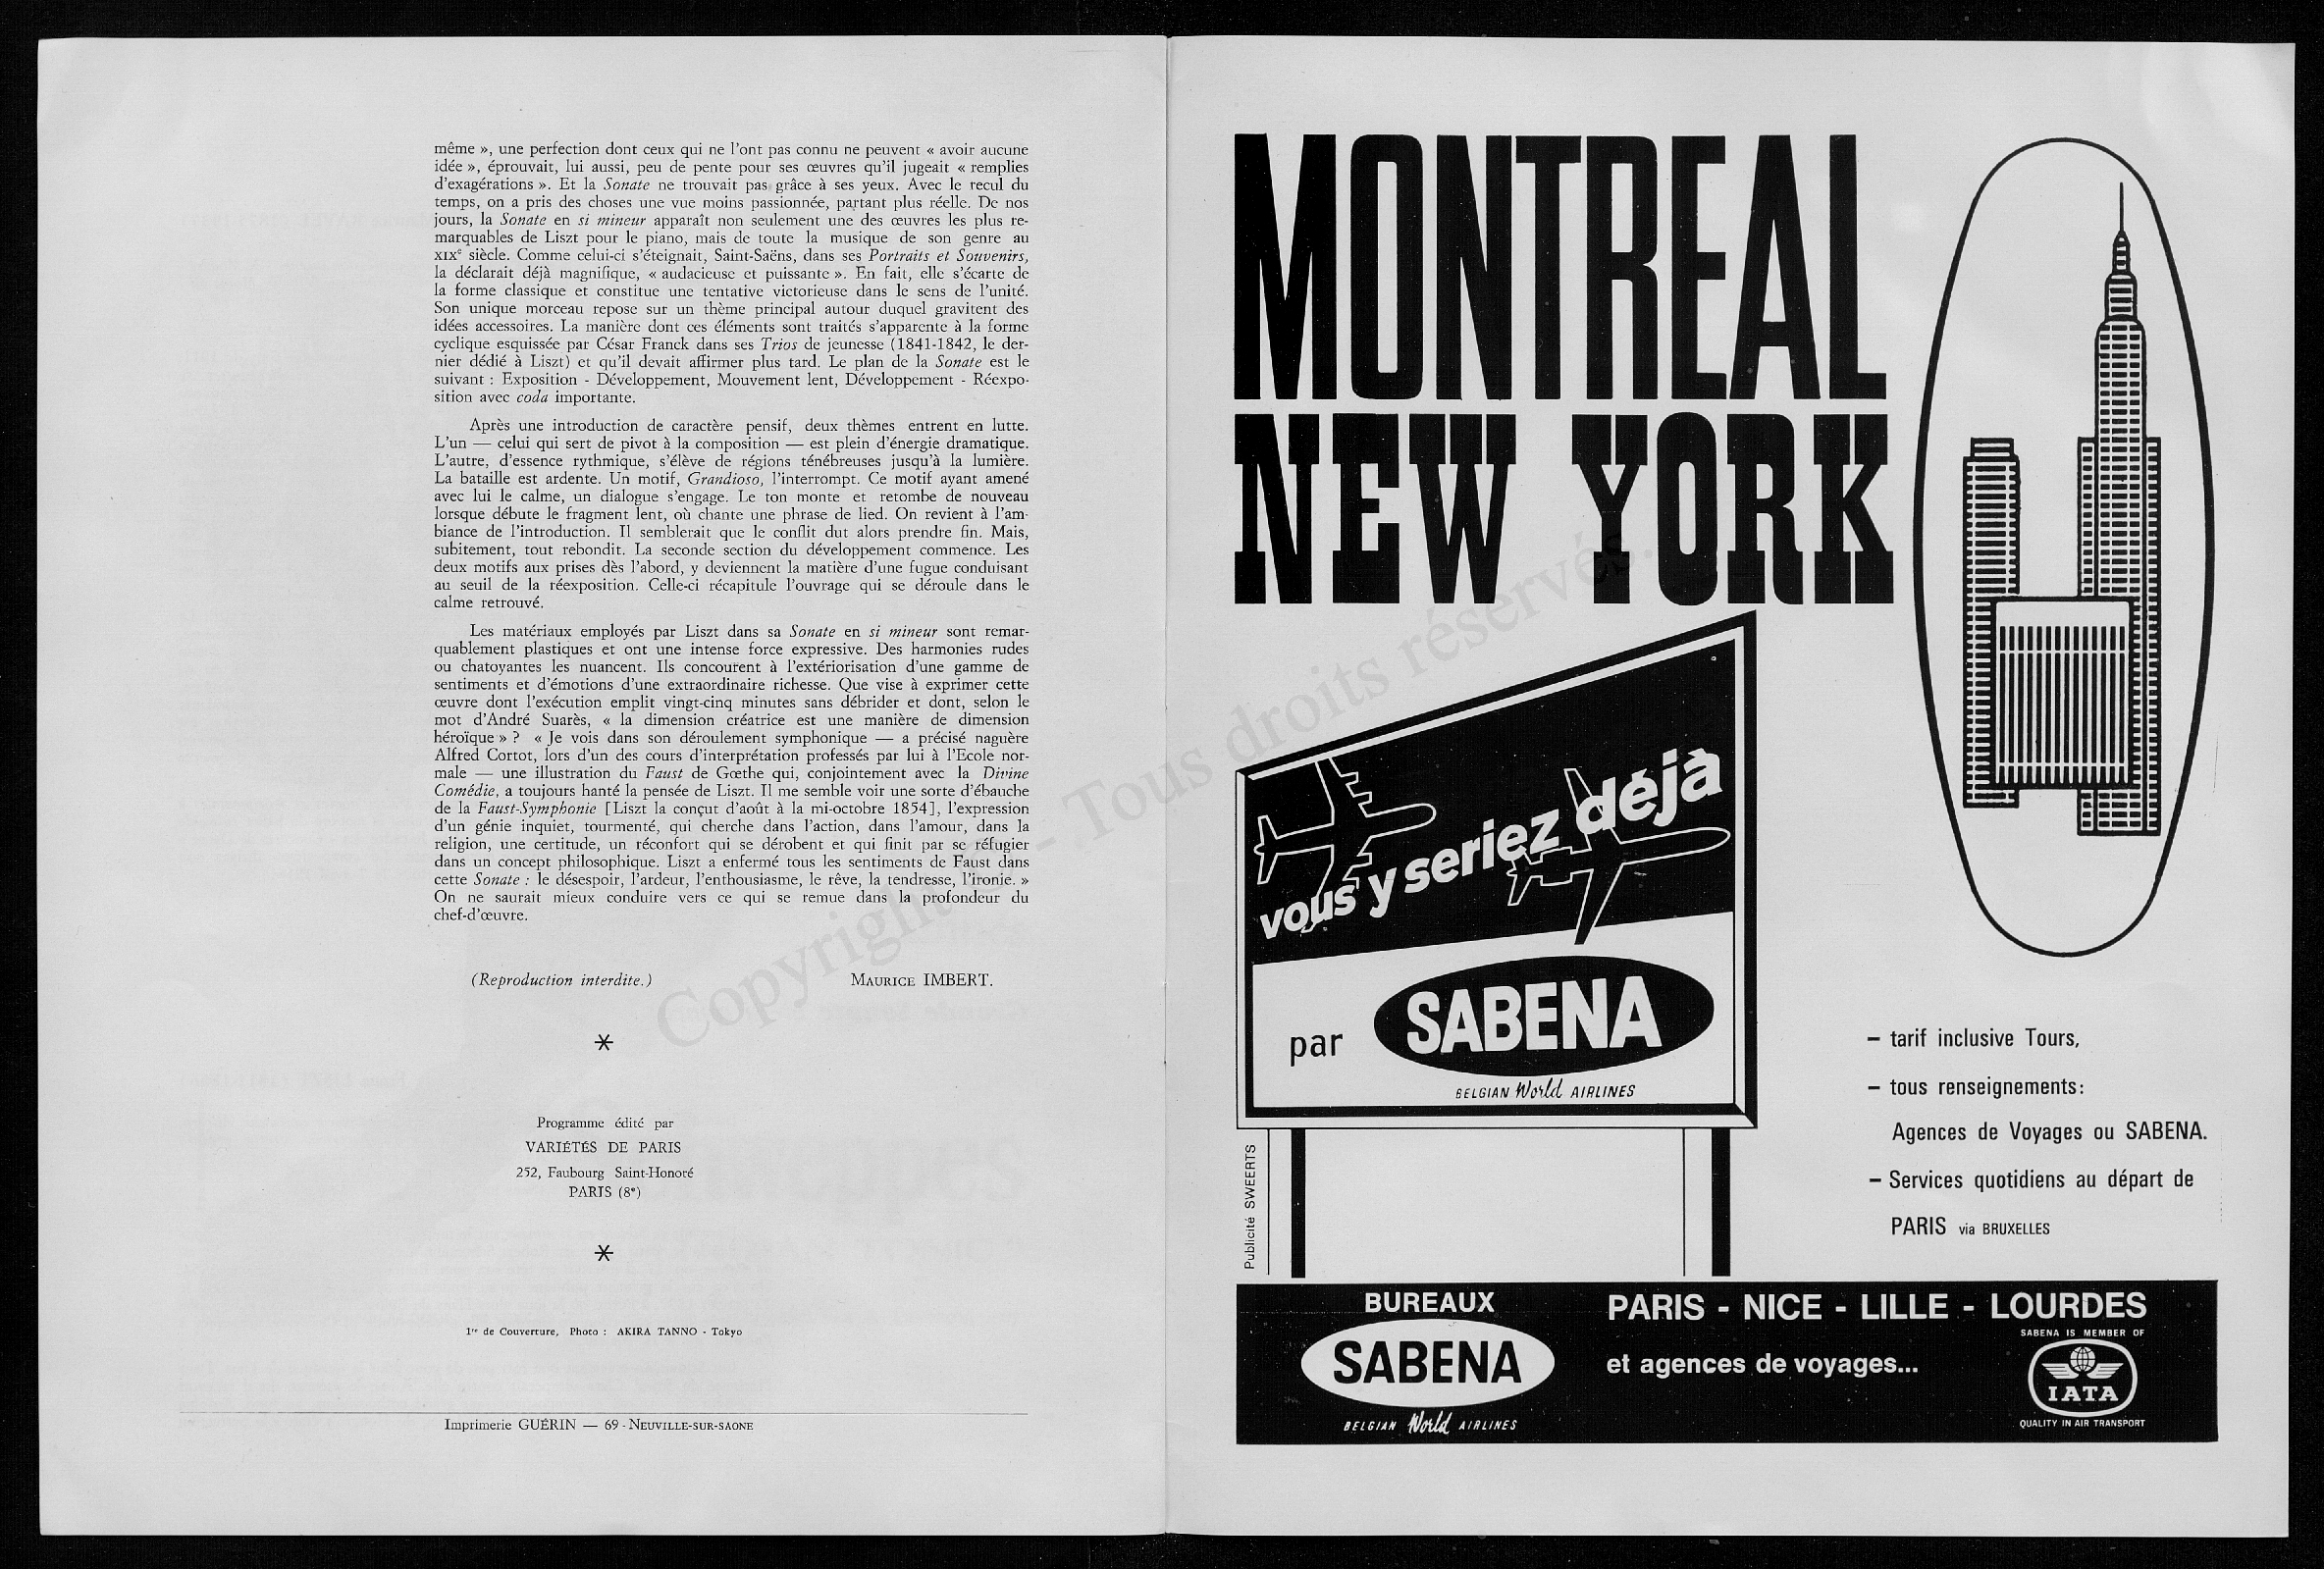 même », une perfection dont ceux qui ne l'ont pas connu ne peuvent « avoir aucune
idée », éprouvait, lui aussi, peu de pente pour ses œuvres qu'il jugeait « remplies
d'exagérations ». Et la Sonate ne trouvait pas grâce à ses yeux. Avec le recul du
temps, on a pris des choses une vue moins passionnée, partant plus réelle. De nos
jours, la Sonate en si mineur apparaît non seulement une des œuvres les plus re-
marquables de Liszt pour le piano, mais de toute la musique de son genre au
XIXe siècle. Comme celui-ci s'éteignait, Saint-Saëns, dans ses Portraits et Souvenirs,
la déclarait déjà magnifique, « audacieuse et puissante ». En fait, elle s'écarte de
la forme classique et constitue une tentative victorieuse dans le sens de l'unité.
Son unique morceau repose sur un thème principal autour duquel gravitent des
idées accessoires. La manière dont ces éléments sont traités s'apparente à la forme
cyclique esquissée par César Franck dans ses Trios de jeunesse (1841-1842, le der-
nier dédié à Liszt) et qu'il devait affirmer plus tard. Le plan de la Sonate est le
suivant : Exposition - Développement, Mouvement lent, Développement - Réexpo-
sition avec coda importante.
Après une introduction de caractère pensif, deux thèmes entrent en lutte.
L'un — celui qui sert de pivot à la composition — est plein d'énergie dramatique.
L'autre, d'essence rythmique, s'élève de régions ténébreuses jusqu'à la lumière.
La bataille est ardente. Un motif, Grandioso, l'interrompt. Ce motif ayant amené
avec lui le calme, un dialogue s'engage. Le ton monte et retombe de nouveau
lorsque débute le fragment lent, où chante une phrase de lied. On revient à l'am-
biance de l'introduction. Il semblerait que le conflit dut alors prendre fin. Mais,
subitement, tout rebondit. La seconde section du développement commence. Les
deux motifs aux prises dès l'abord, y deviennent la matière d'une fugue conduisant
au seuil de la réexposition. Celle-ci récapitule l'ouvrage qui se déroule dans le
calme retrouvé.
Les matériaux employés par Liszt dans sa Sonate en si mineur sont remar-
quablement plastiques et ont une intense force expressive. Des harmonies rudes
ou chatoyantes les nuancent. Ils concourent à l'extériorisation d'une gamme de
sentiments et d'émotions d'une extraordinaire richesse. Que vise à exprimer cette
œuvre dont l'exécution emplit vingt-cinq minutes sans débrider et dont, selon le
mot d'André Suarès, « la dimension créatrice est une manière de dimension
héroïque » ? « Je vois dans son déroulement symphonique — a précisé naguère
Alfred Cortot, lors d'un des cours d'interprétation professés par lui à l'Ecole nor-
male — une illustration du Faust de Gœthe qui, conjointement avec la Divine
Comédie, a toujours hanté la pensée de Liszt. Il me semble voir une sorte d'ébauche
de la Faust-Symphonie [Liszt la conçut d'août à la mi-octobre 1854], l'expression
d'un génie inquiet, tourmenté, qui cherche dans l'action, dans l'amour, dans la
religion, une certitude, un réconfort qui se dérobent et qui finit par se réfugier
dans un concept philosophique. Liszt a enfermé tous les sentiments de Faust dans
cette Sonate : le désespoir, l'ardeur, l'enthousiasme, le rêve, la tendresse, l'ironie. »
On ne saurait mieux conduire vers ce qui se remue dans la profondeur du
chef-d'œuvre.
(Reproduction interdite.) MAURICE IMBERT.
*
Programme édité par
VARIÉTÉS DE PARIS
252, Faubourg Saint-Honoré
PARIS (8e)
*
1re de Couverture, Photo : AKIRA TANNO - Tokyo
Imprimerie GUÉRIN — 69 - NEUVILLE-SUR-SAONE
Copyright © - Tous droits réservés.
MONTREAL
NEW YORK
vous y seriez déjà
par SABENA
BELGIAN World AIRLINES
Publicité SWEERTS
– tarif inclusive Tours,
– tous renseignements:
Agences de Voyages ou SABENA.
– Services quotidiens au départ de
PARIS via BRUXELLES
BUREAUX
SABENA
BELGIAN World AIRLINES
PARIS - NICE - LILLE - LOURDES
et agences de voyages...
SABENA IS MEMBER OF
IATA
QUALITY IN AIR TRANSPORT